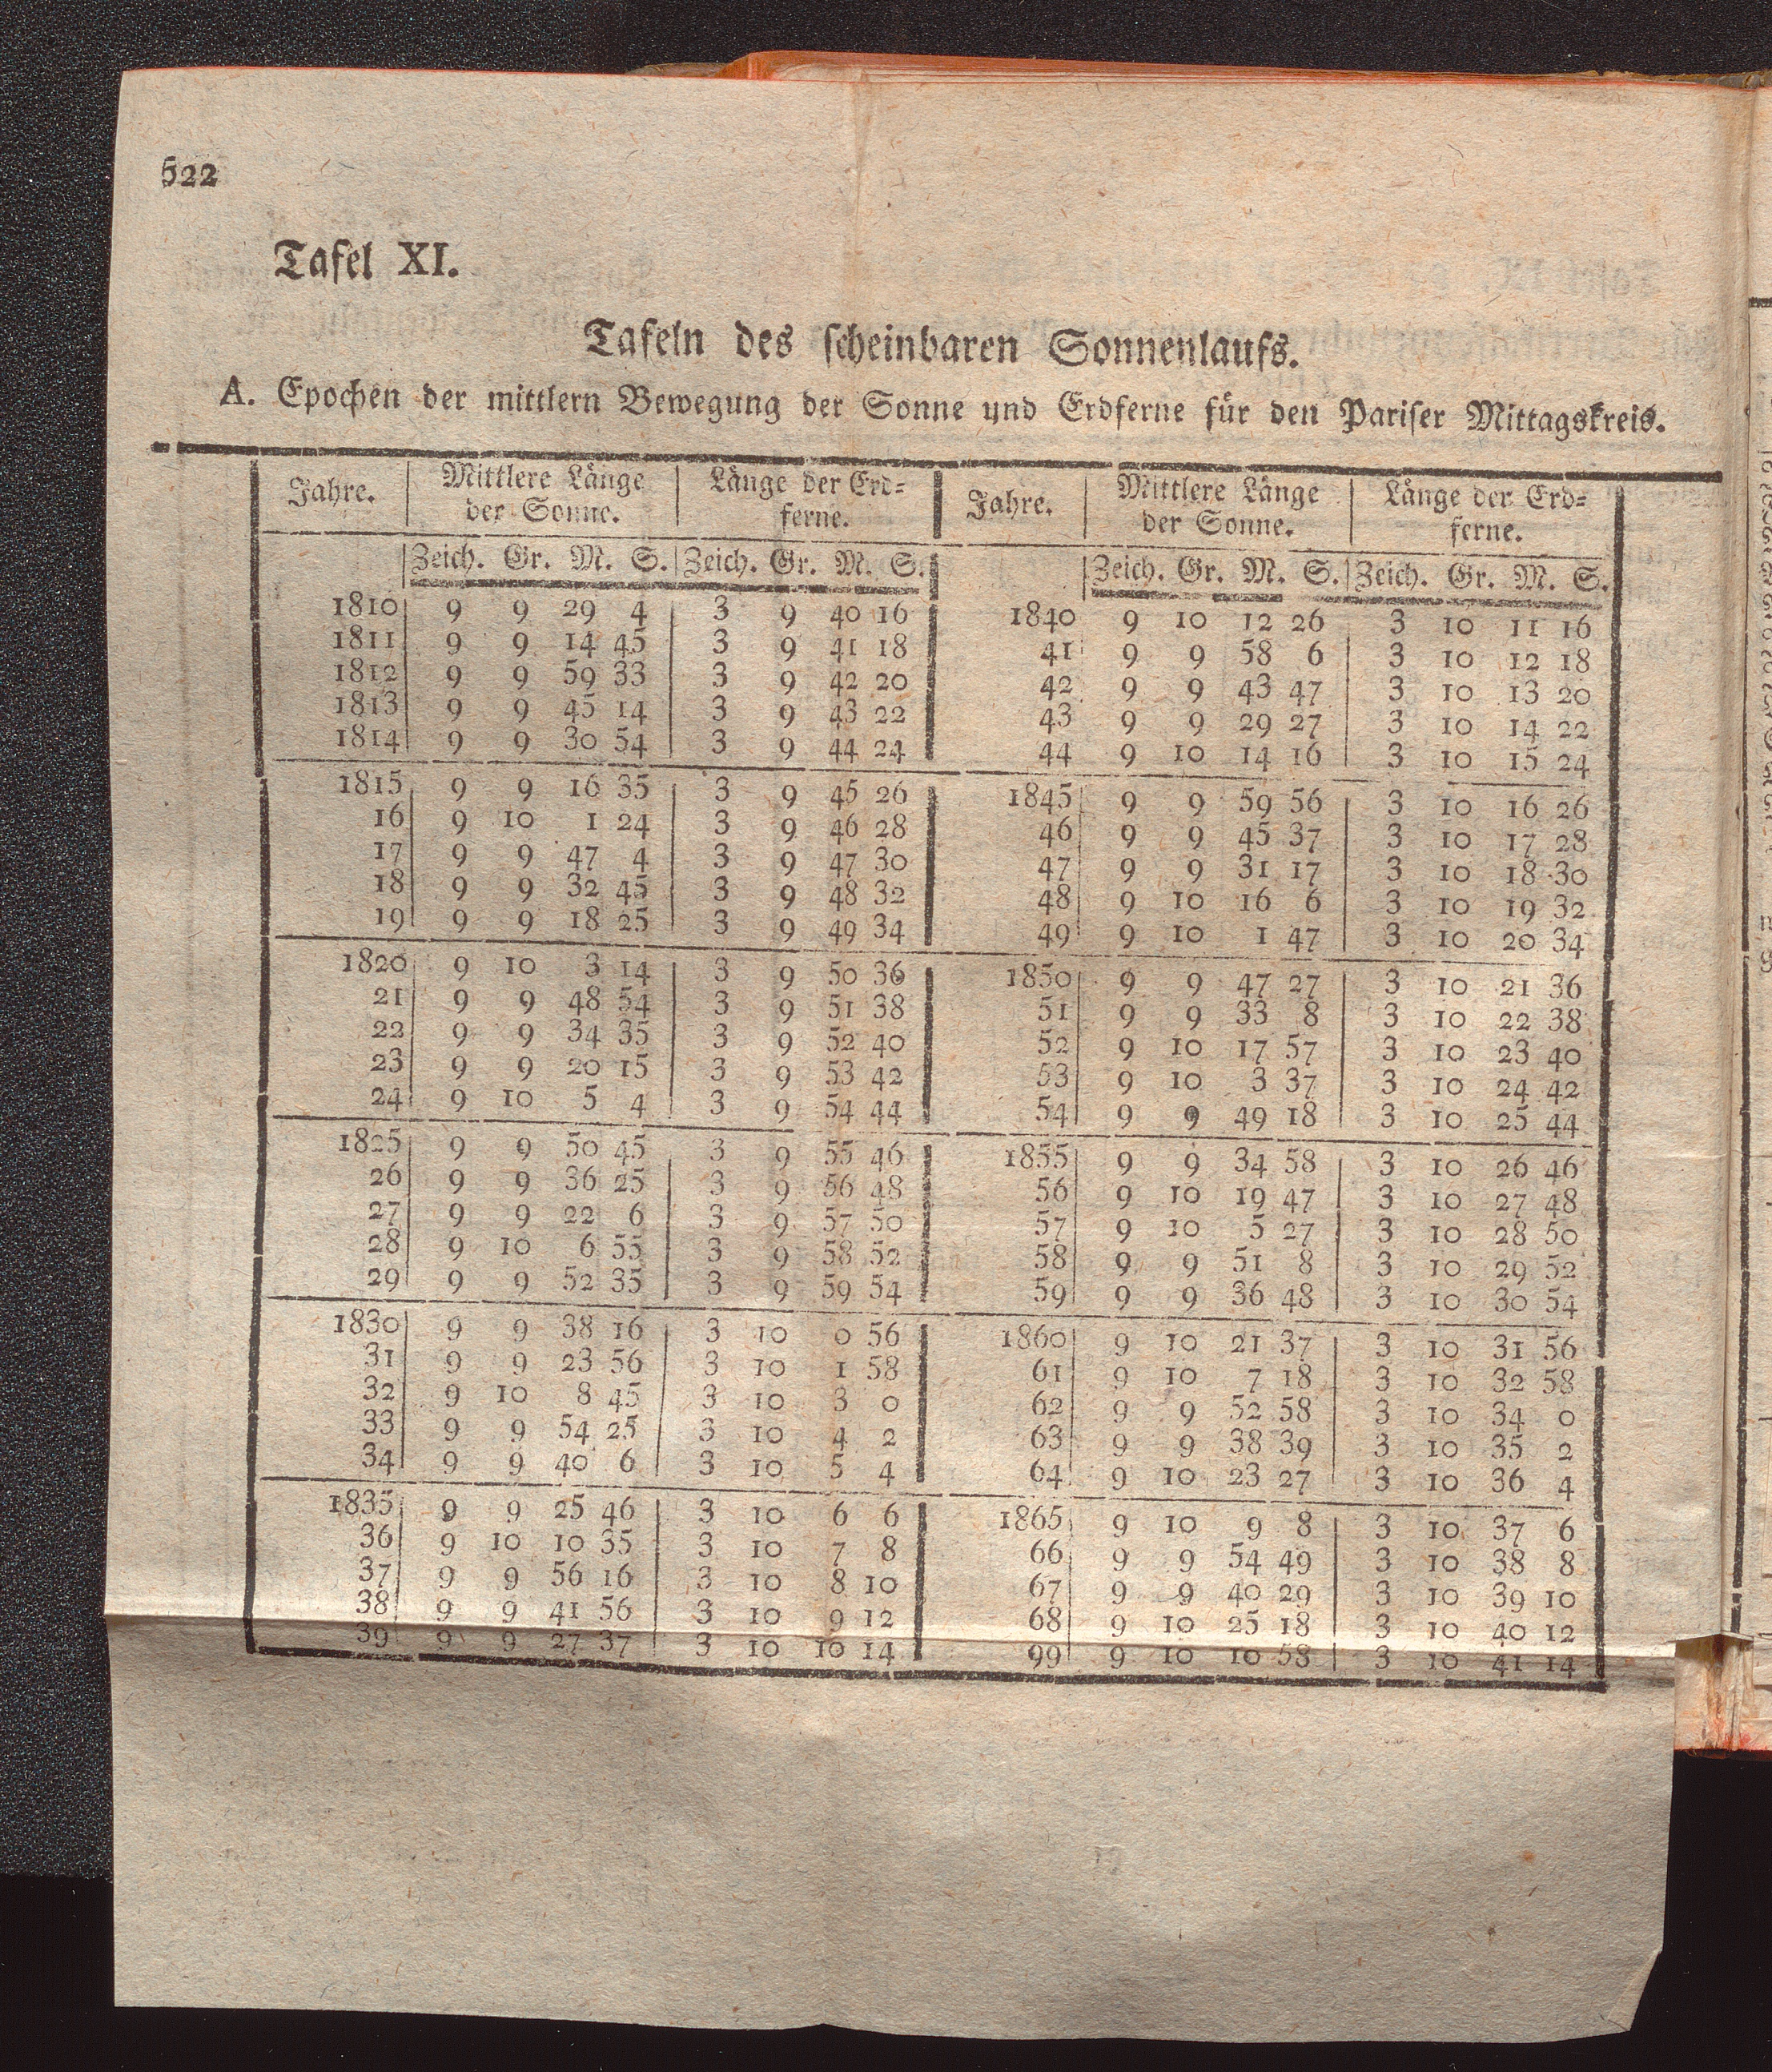 522
Tafel XI.
Tafeln des scheinbaren Sonnenlaufs.
A. Epochen der mittlern Bewegung der Sonne und Erdferne für den Pariser Mittagskreis.
Jahre. Mittlere Länge der Sonne. Länge der Erd=ferne. Jahre. Mittlere Länge der Sonne. Länge der Erd=ferne.
Zeich. Gr. M. S. Zeich. Gr. M. S. Zeich. Gr. M. S. Zeich. Gr. M. S.
1810 9 9 29 4 3 9 40 16 1840 9 10 12 26 3 10 11 16
1811 9 9 14 45 3 9 41 18 41 9 9 58 6 3 10 12 18
1812 9 9 59 33 3 9 42 20 42 9 9 43 47 3 10 13 20
1813 9 9 45 14 3 9 43 22 43 9 9 29 27 3 10 14 22
1814 9 9 30 54 3 9 44 24 44 9 10 14 16 3 10 15 24
1815 9 9 16 35 3 9 45 26 1845 9 9 59 56 3 10 16 26
16 9 10 1 24 3 9 46 28 46 9 9 45 37 3 10 17 28
17 9 9 47 4 3 9 47 30 47 9 9 31 17 3 10 18 30
18 9 9 32 45 3 9 48 32 48 9 10 16 6 3 10 19 32
19 9 9 18 25 3 9 49 34 49 9 10 1 47 3 10 20 34
1820 9 10 3 14 3 9 50 36 1850 9 9 47 27 3 10 21 36
21 9 9 48 54 3 9 51 38 51 9 9 33 8 3 10 22 38
22 9 9 34 35 3 9 52 40 52 9 10 17 57 3 10 23 40
23 9 9 20 15 3 9 53 42 53 9 10 3 37 3 10 24 42
24 9 10 5 4 3 9 54 44 54 9 9 49 18 3 10 25 44
1825 9 9 50 45 3 9 55 46 1855 9 9 34 58 3 10 26 46
26 9 9 36 25 3 9 56 48 56 9 10 19 47 3 10 27 48
27 9 9 22 6 3 9 57 50 57 9 10 5 27 3 10 28 50
28 9 10 6 55 3 9 58 52 58 9 9 51 8 3 10 29 52
29 9 9 52 35 3 9 59 54 59 9 9 36 48 3 10 30 54
1830 9 9 38 16 3 10 0 56 1860 9 10 21 37 3 10 31 56
31 9 9 23 56 3 10 1 58 61 9 10 7 18 3 10 32 58
32 9 10 8 45 3 10 3 0 62 9 9 52 58 3 10 34 0
33 9 9 54 25 3 10 4 2 63 9 9 38 39 3 10 35 2
34 9 9 40 6 3 10 5 4 64 9 10 23 27 3 10 36 4
1835 9 9 25 46 3 10 6 6 1865 9 10 9 8 3 10 37 6
36 9 10 10 35 3 10 7 8 66 9 9 54 49 3 10 38 8
37 9 9 56 16 3 10 8 10 67 9 9 40 29 3 10 39 10
38 9 9 41 56 3 10 9 12 68 9 10 25 18 3 10 40 12
39 9 9 27 37 3 10 10 14 99 9 10 10 58 3 10 41 14